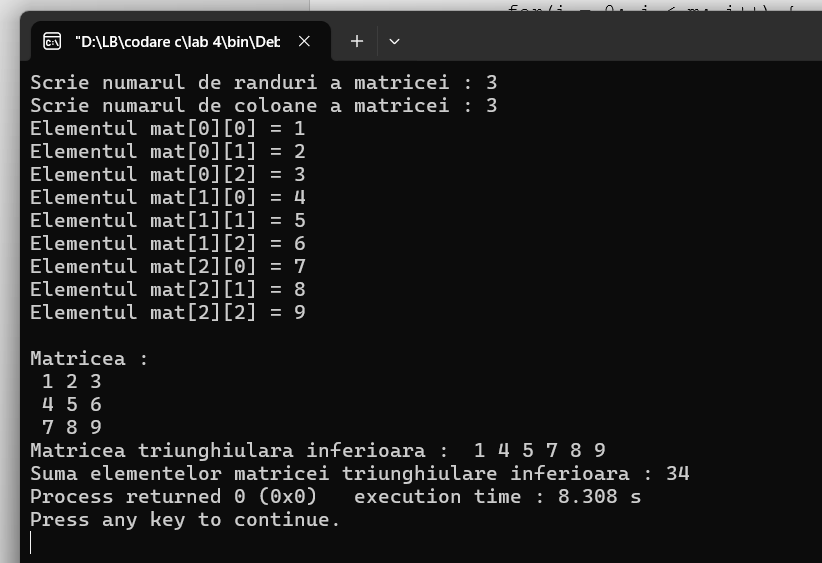 for(i = 0; i < m; i++) {
"D:\LB\codare c\lab 4\bin\Deb
Scrie numarul de randuri a matricei : 3
Scrie numarul de coloane a matricei : 3
Elementul mat[0][0] = 1
Elementul mat[0][1] = 2
Elementul mat[0][2] = 3
Elementul mat[1][0] = 4
Elementul mat[1][1] = 5
Elementul mat[1][2] = 6
Elementul mat[2][0] = 7
Elementul mat[2][1] = 8
Elementul mat[2][2] = 9
Matricea :
1 2 3
4 5 6
7 8 9
Matricea triunghiulara inferioara :  1 4 5 7 8 9
Suma elementelor matricei triunghiulare inferioara : 34
Process returned 0 (0x0)   execution time : 8.308 s
Press any key to continue.